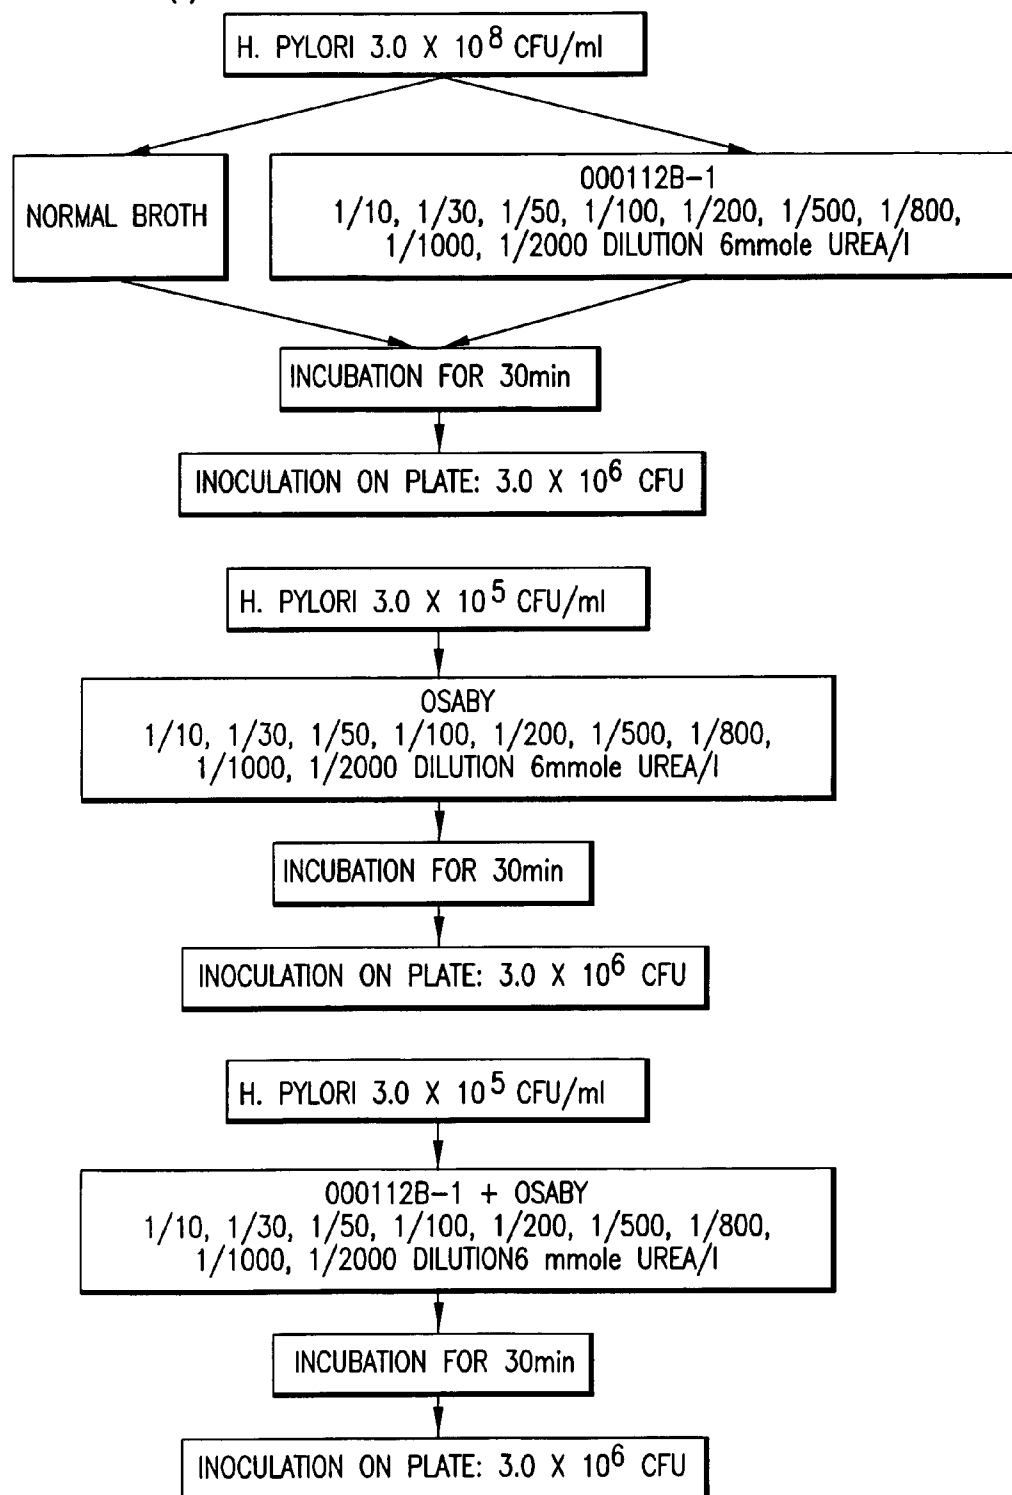 H. PYLORI 3.0 X 10^8 CFU/ml
NORMAL BROTH
000112B-1
1/10, 1/30, 1/50, 1/100, 1/200, 1/500, 1/800,
1/1000, 1/2000 DILUTION 6mmole UREA/l
INCUBATION FOR 30min
INOCULATION ON PLATE: 3.0 X 10^6 CFU
H. PYLORI 3.0 X 10^5 CFU/ml
OSABY
1/10, 1/30, 1/50, 1/100, 1/200, 1/500, 1/800,
1/1000, 1/2000 DILUTION 6mmole UREA/l
INCUBATION FOR 30min
INOCULATION ON PLATE: 3.0 X 10^6 CFU
H. PYLORI 3.0 X 10^5 CFU/ml
000112B-1 + OSABY
1/10, 1/30, 1/50, 1/100, 1/200, 1/500, 1/800,
1/1000, 1/2000 DILUTION6 mmole UREA/l
INCUBATION FOR 30min
INOCULATION ON PLATE: 3.0 X 10^6 CFU